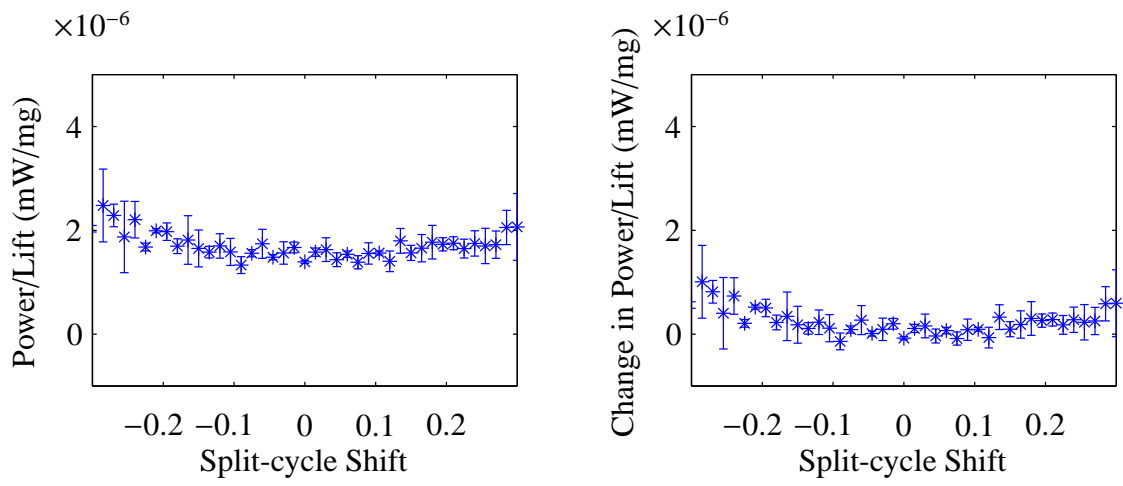 ×10−6
Power/Lift (mW/mg)
4
2
0
−0.2 −0.1 0 0.1 0.2
Split-cycle Shift
×10−6
Change in Power/Lift (mW/mg)
4
2
0
−0.2 −0.1 0 0.1 0.2
Split-cycle Shift